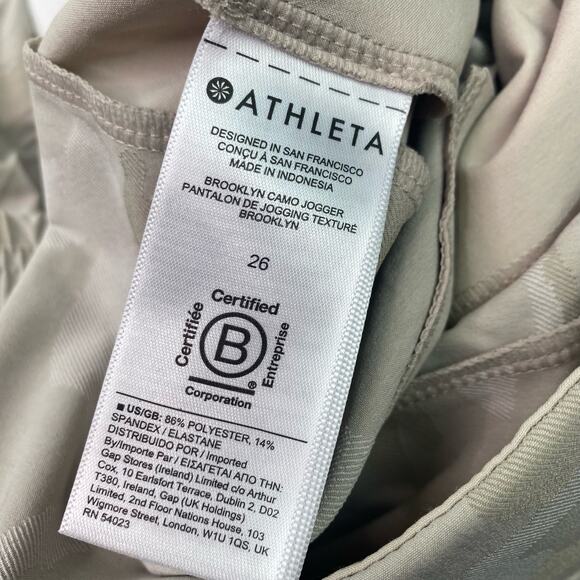 ATHLETA
DESIGNED IN SAN FRANCISCO
CONÇU À SAN FRANCISCO
MADE IN INDONESIA
BROOKLYN CAMO JOGGER
PANTALON DE JOGGING TEXTURÉ
BROOKLYN
26
Certified
Certifiée
B
Entreprise
®
Corporation
■ US/GB: 86% POLYESTER, 14%
SPANDEX / ELASTANE
DISTRIBUIDO POR / Imported
By/Importe Par / ΕΙΣΑΓΕΤΑΙ ΑΠΟ ΤΗΝ:
Gap Stores (Ireland) Limited c/o Arthur
Cox, 10 Earlsfort Terrace, Dublin 2, D02
T380, Ireland, Gap (UK Holdings)
Limited, 2nd Floor Nations House, 103
Wigmore Street, London, W1U 1QS, UK
RN 54023